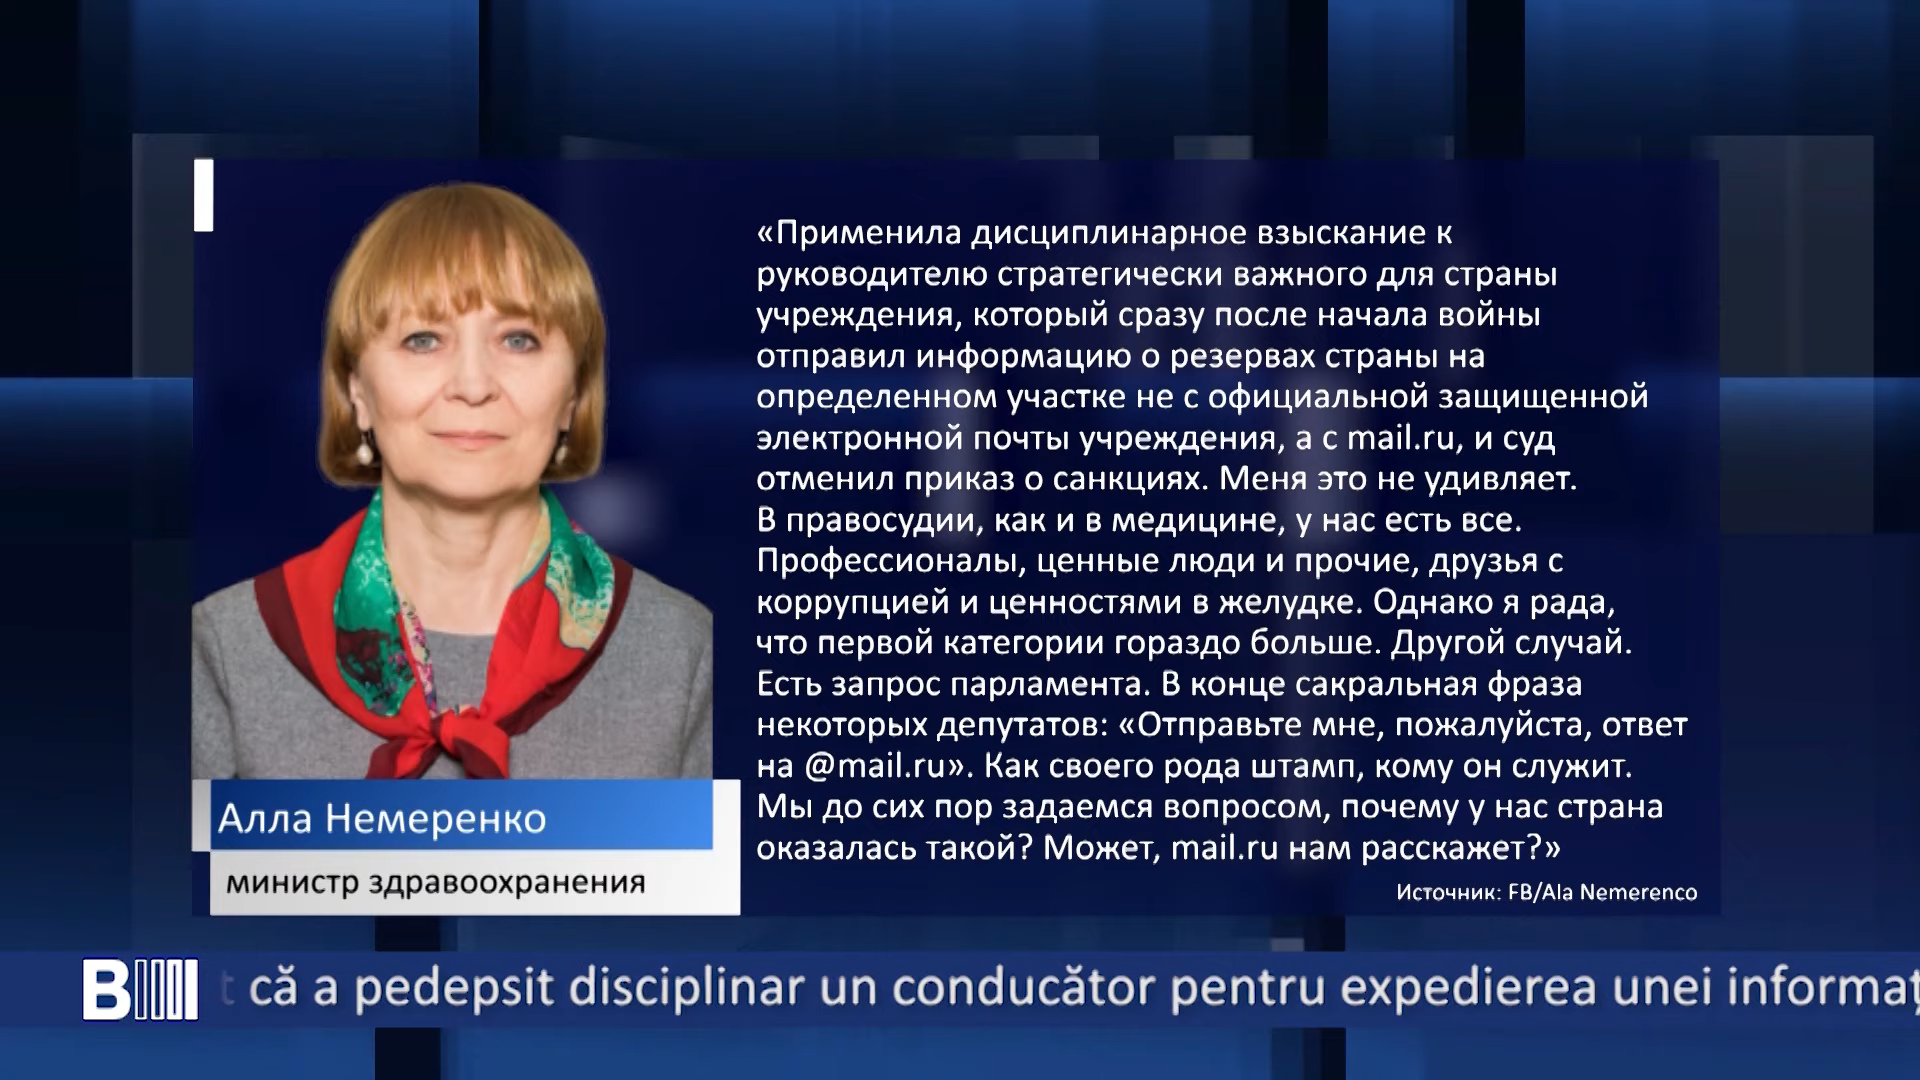 «Применила дисциплинарное взыскание к
руководителю стратегически важного для страны
учреждения, который сразу после начала войны
отправил информацию о резервах страны на
определенном участке не с официальной защищенной
электронной почты учреждения, а с mail.ru, и суд
отменил приказ о санкциях. Меня это не удивляет.
В правосудии, как и в медицине, у нас есть все.
Профессионалы, ценные люди и прочие, друзья с
коррупцией и ценностями в желудке. Однако я рада,
что первой категории гораздо больше. Другой случай.
Есть запрос парламента. В конце сакральная фраза
некоторых депутатов: «Отправьте мне, пожалуйста, ответ
на @mail.ru». Как своего рода штамп, кому он служит.
Мы до сих пор задаемся вопросом, почему у нас страна
оказалась такой? Может, mail.ru нам расскажет?»
Источник: FB/Ala Nemerenco
Алла Немеренко
министр здравоохранения
că a pedepsit disciplinar un conducător pentru expedierea unei informaț